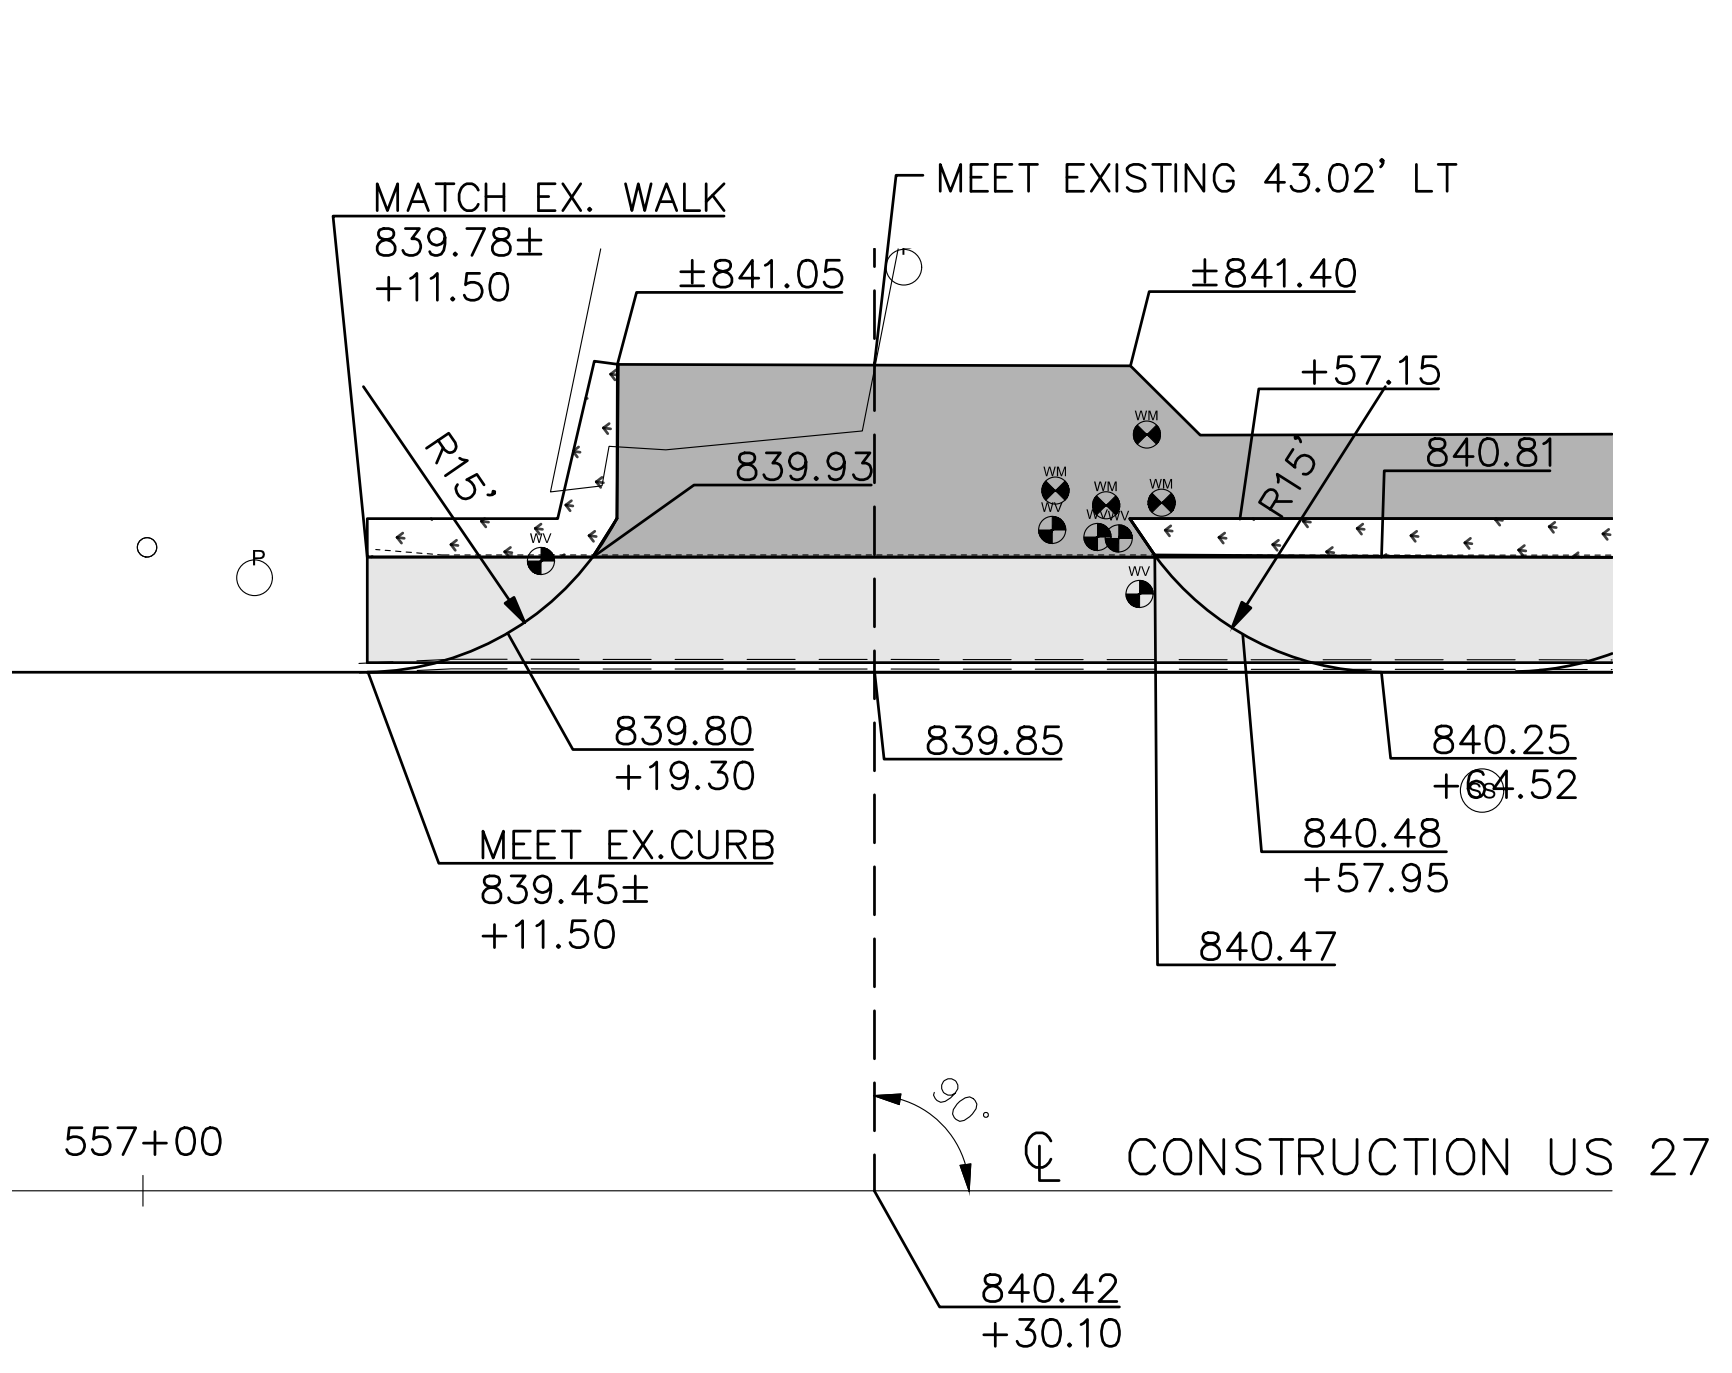 MEET EXISTING 43.02' LT
MATCH EX. WALK
839.78±
+11.50
±841.05
±841.40
+57.15
R15'
839.93
840.81
R15'
WM
WM
WM
WM
WV
WV
WV
WV
WV
P
839.80
+19.30
839.85
840.25
+64.52
SS
840.48
+57.95
MEET EX.CURB
839.45±
+11.50
840.47
90°
557+00
℄ CONSTRUCTION US 27
840.42
+30.10